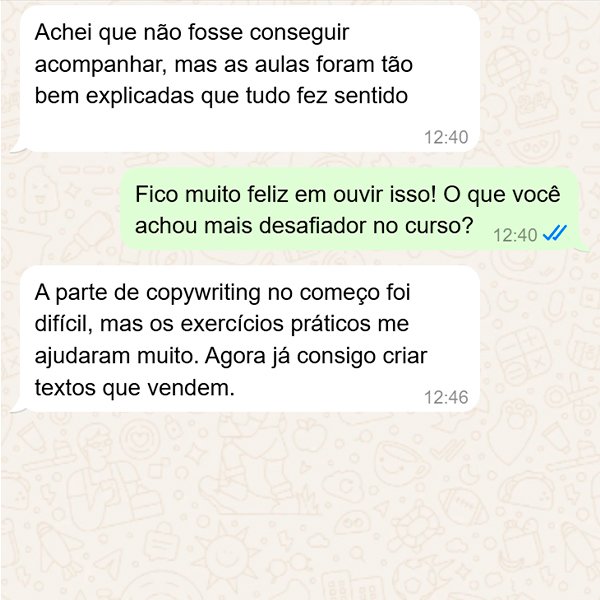 Achei que não fosse conseguir
acompanhar, mas as aulas foram tão
bem explicadas que tudo fez sentido
12:40
Fico muito feliz em ouvir isso! O que você
achou mais desafiador no curso?
12:40
A parte de copywriting no começo foi
difícil, mas os exercícios práticos me
ajudaram muito. Agora já consigo criar
textos que vendem.
12:46